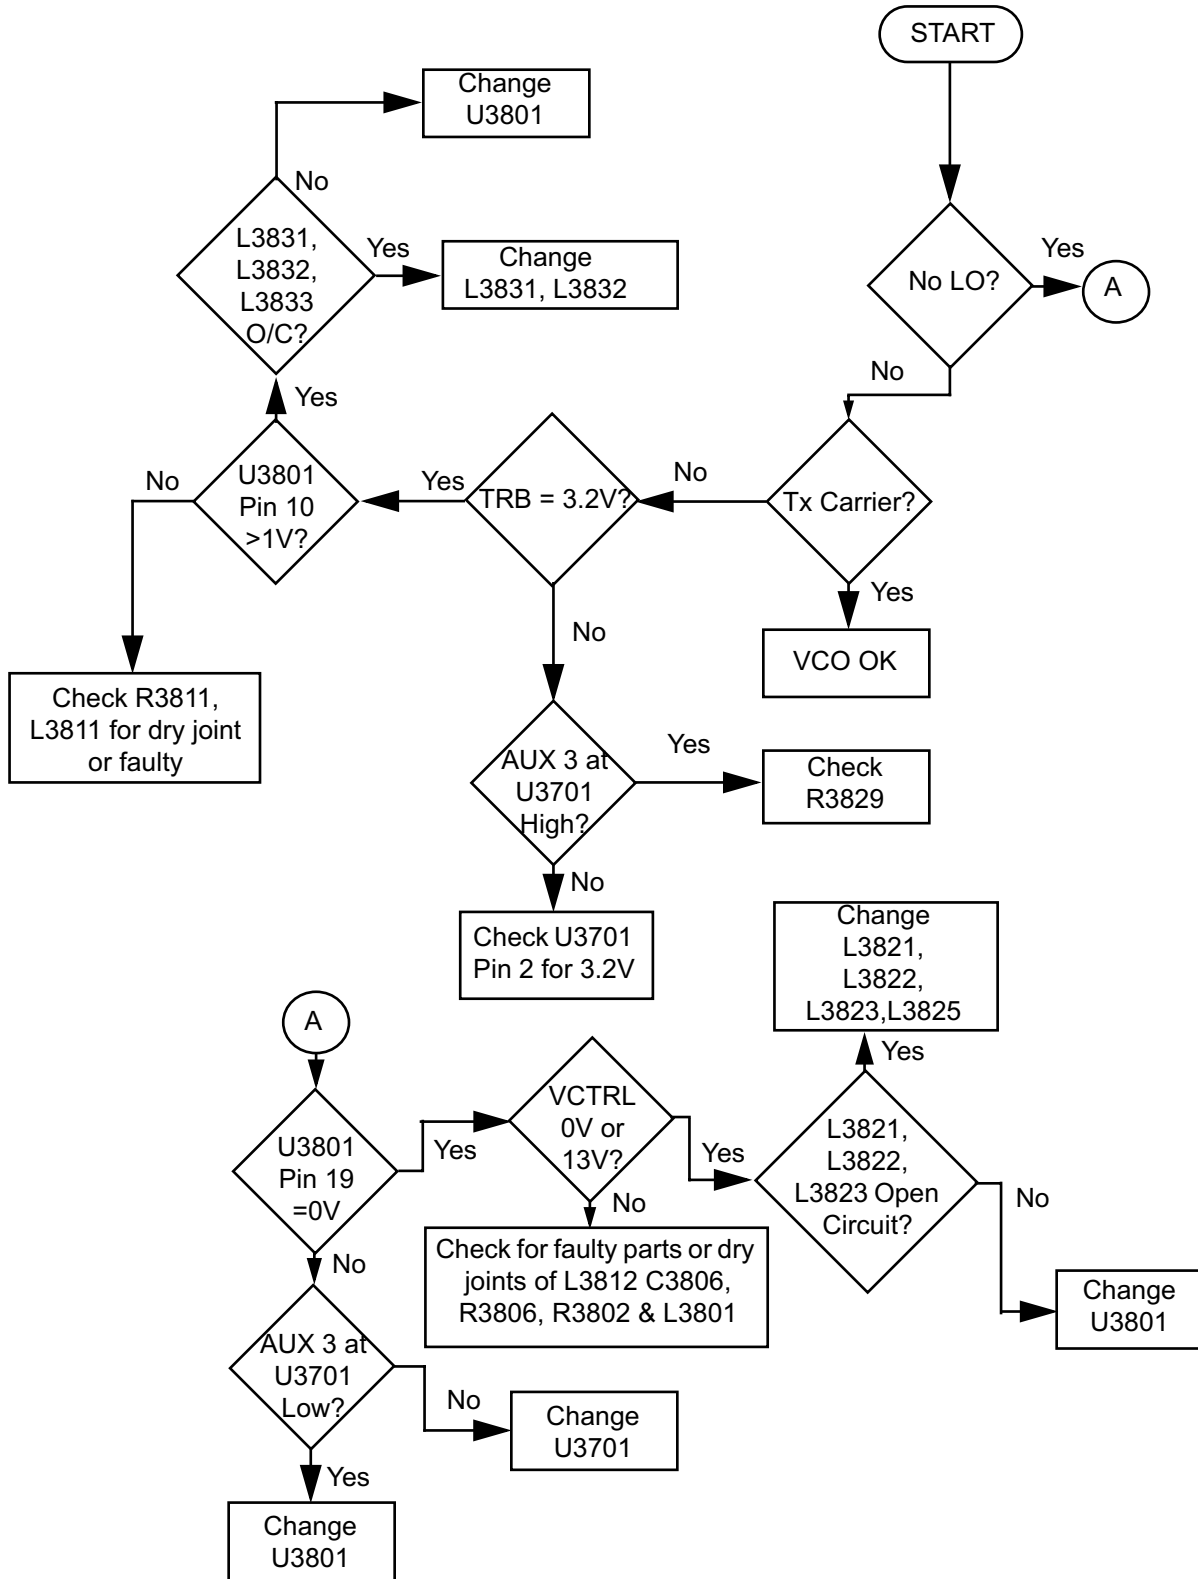 START
Change
U3801
No
L3831,
L3832,
L3833
O/C?
Yes
Change
L3831, L3832
No LO?
Yes
A
No
Yes
U3801
Pin 10
>1V?
No
Yes
TRB = 3.2V?
No
Tx Carrier?
Yes
VCO OK
No
Check R3811,
L3811 for dry joint
or faulty
AUX 3 at
U3701
High?
Yes
Check
R3829
No
Check U3701
Pin 2 for 3.2V
Change
L3821,
L3822,
L3823,L3825
Yes
A
U3801
Pin 19
=0V
Yes
VCTRL
0V or
13V?
Yes
L3821,
L3822,
L3823 Open
Circuit?
No
No
Check for faulty parts or dry
joints of L3812 C3806,
R3806, R3802 & L3801
Change
U3801
No
AUX 3 at
U3701
Low?
No
Change
U3701
Yes
Change
U3801